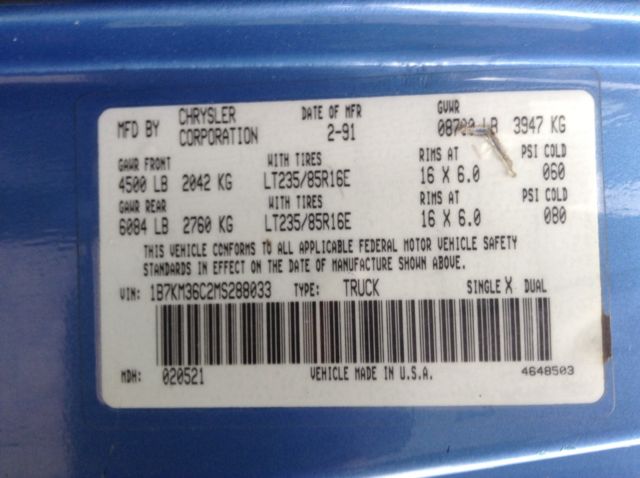 MFD BY CHRYSLER CORPORATION DATE OF MFR 2-91 GVWR 08700 LB 3947 KG
GAWR FRONT WITH TIRES RIMS AT PSI COLD
4500 LB 2042 KG LT235/85R16E 16 X 6.0 060
GAWR REAR WITH TIRES RIMS AT PSI COLD
6084 LB 2760 KG LT235/85R16E 16 X 6.0 080
THIS VEHICLE CONFORMS TO ALL APPLICABLE FEDERAL MOTOR VEHICLE SAFETY
STANDARDS IN EFFECT ON THE DATE OF MANUFACTURE SHOWN ABOVE.
VIN: 1B7KM36C2MS288033 TYPE: TRUCK SINGLE X DUAL
MDH: 020521 VEHICLE MADE IN U.S.A. 4648503